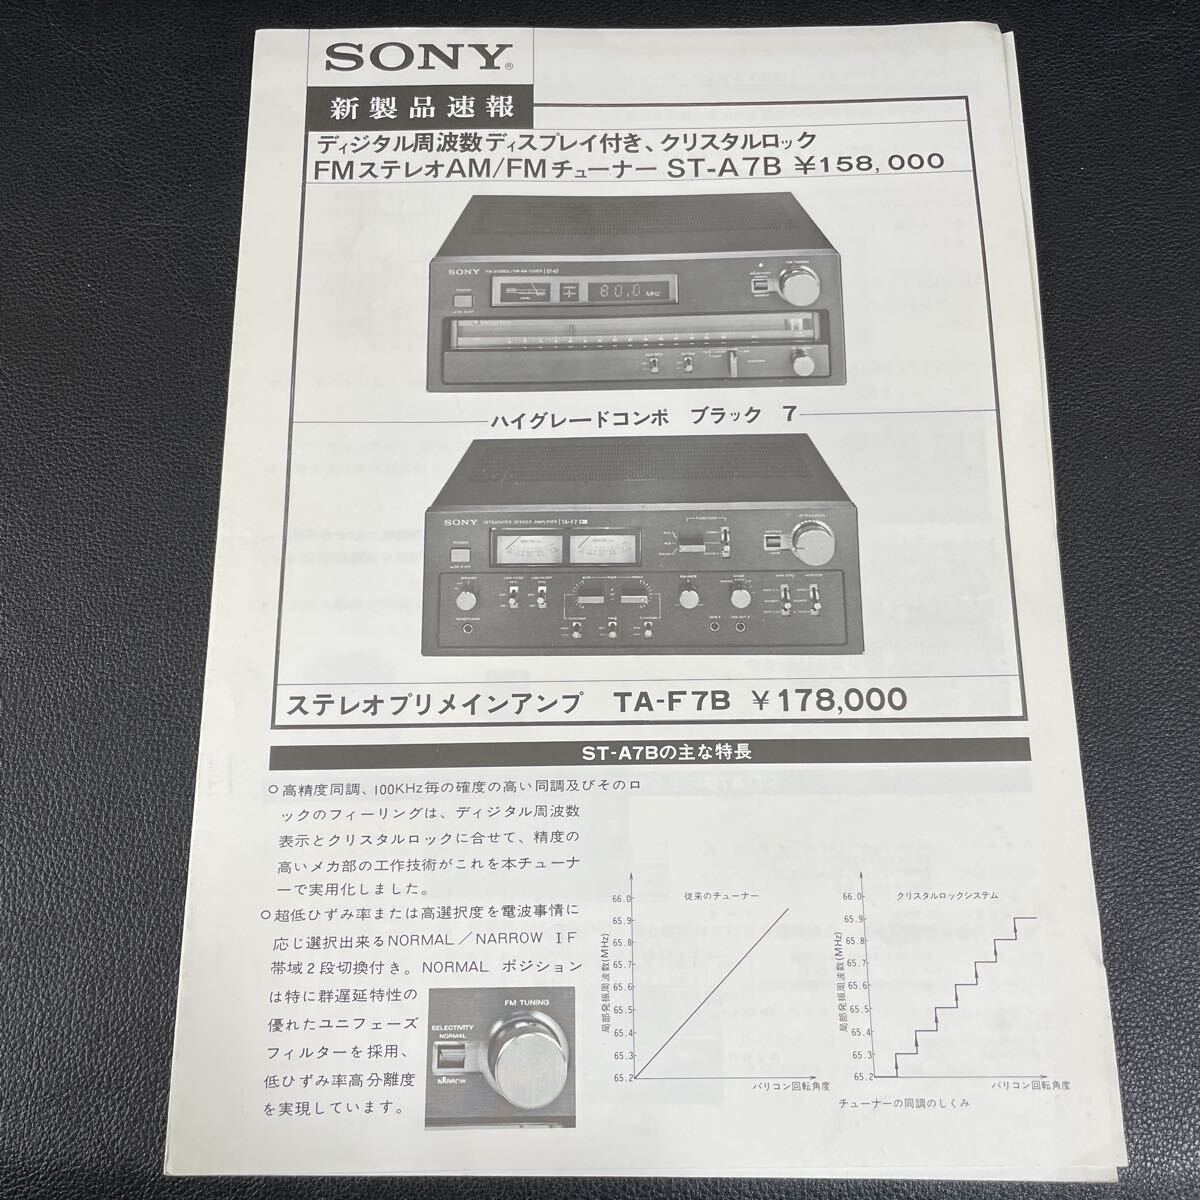 SONY®
新製品速報
ディジタル周波数ディスプレイ付き、クリスタルロック
FMステレオAM/FMチューナー ST-A7B ¥158,000
SONY FM STEREO/FM-AM TUNER ST-A7
80.0 MHz
ハイグレードコンポ ブラック 7
SONY INTEGRATED STEREO AMPLIFIER TA-F7
FUNCTION
ステレオプリメインアンプ TA-F7B ¥178,000
ST-A7Bの主な特長
○高精度同調、100KHz毎の確度の高い同調及びそのロ
ックのフィーリングは、ディジタル周波数
表示とクリスタルロックに合せて、精度の
高いメカ部の工作技術がこれを本チューナ
ーで実用化しました。
○超低ひずみ率または高選択度を電波事情に
応じ選択出来るNORMAL/NARROW IF
帯域2段切換付き。NORMAL ポジション
は特に群遅延特性の
優れたユニフェーズ
フィルターを採用、
低ひずみ率高分離度
を実現しています。
FM TUNING
SELECTIVITY
NORMAL
NARROW
従来のチューナー
局部発振周波数(MHz)
66.0
65.9
65.8
65.7
65.6
65.5
65.4
65.3
65.2
バリコン回転角度
クリスタルロックシステム
局部発振周波数(MHz)
66.0
65.9
65.8
65.7
65.6
65.5
65.4
65.3
65.2
バリコン回転角度
チューナーの同調のしくみ